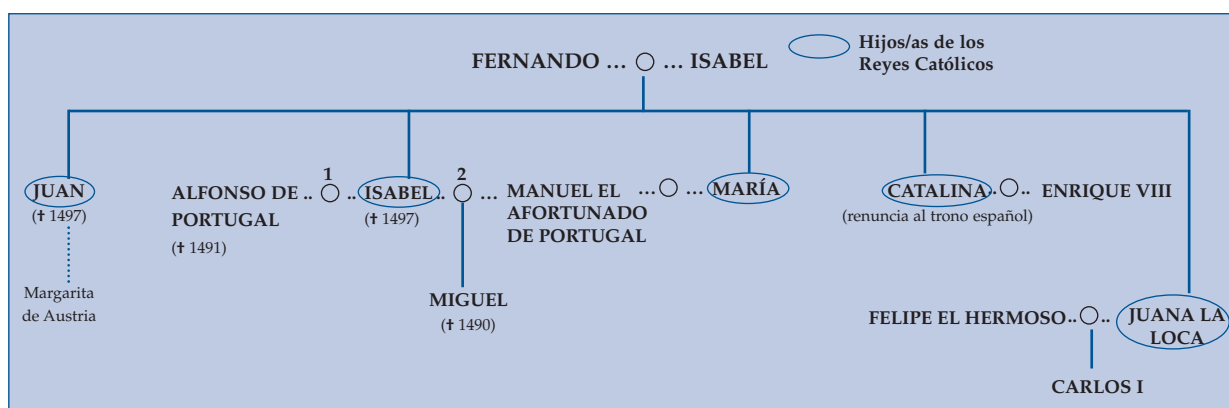 Hijos/as de los
Reyes Católicos
FERNANDO ... ... ISABEL
JUAN
(✝ 1497)
Margarita
de Austria
1
2
ALFONSO DE .. .. ISABEL .. ... MANUEL EL
PORTUGAL
(✝ 1491)
(✝ 1497)
AFORTUNADO
DE PORTUGAL
... ... MARÍA
MIGUEL
(✝ 1490)
CATALINA .. .. ENRIQUE VIII
(renuncia al trono español)
FELIPE EL HERMOSO .. .. JUANA LA
LOCA
CARLOS I